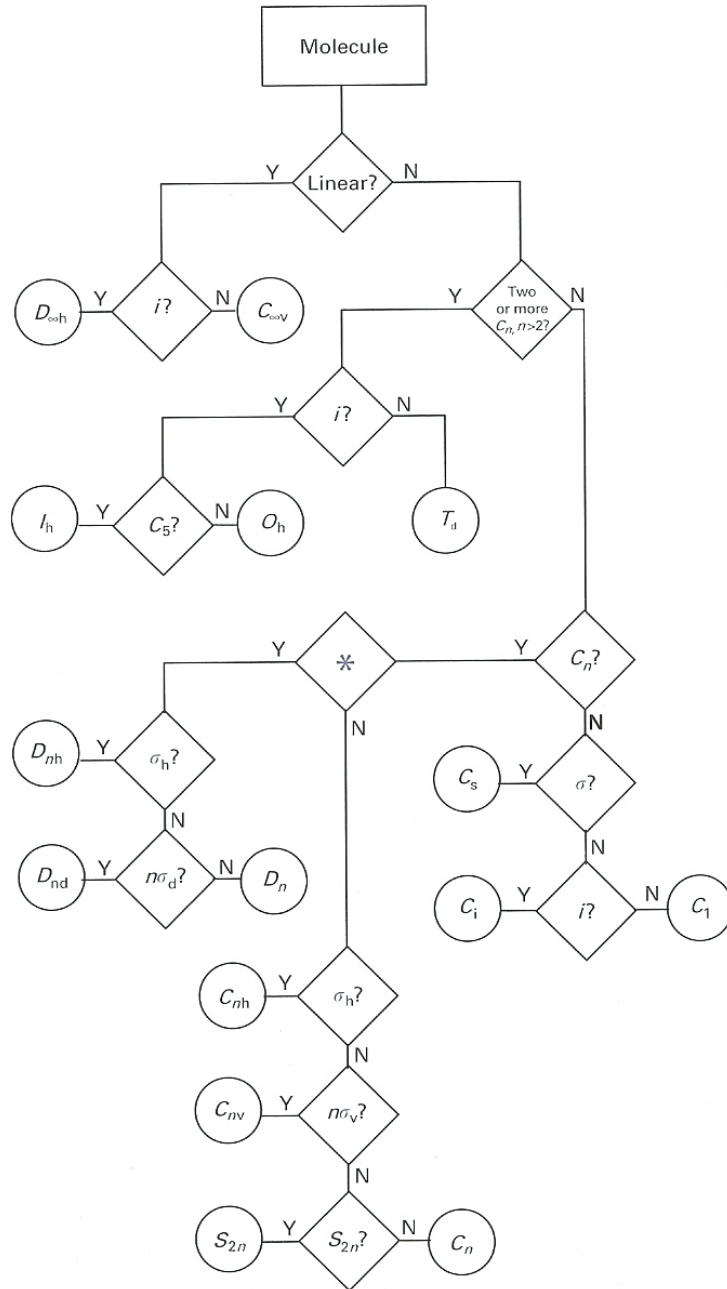 Molecule
Y Linear? N
D∞h Y i? N C∞v
Y Two or more Cn, n>2? N
Y i? N
Ih Y C5? N Oh
Td
Y * Y Cn?
N
N
Dnh Y σh?
Cs Y σ?
N
N
Dnd Y nσd? N Dn
Ci Y i? N C1
Cnh Y σh?
N
Cnv Y nσv?
N
S2n Y S2n? N Cn